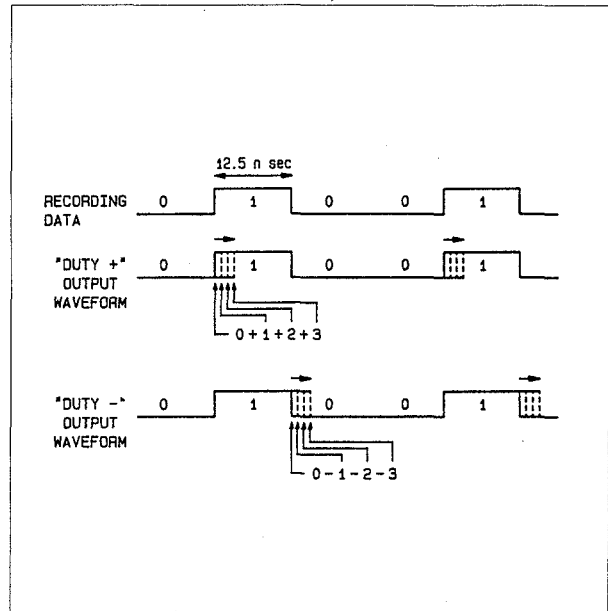 12.5 n sec
RECORDING DATA
0 1 0 0 1
"DUTY +" OUTPUT WAVEFORM
0 1 0 0 1
0+1+2+3
"DUTY -" OUTPUT WAVEFORM
0 1 0 0 1
0-1-2-3